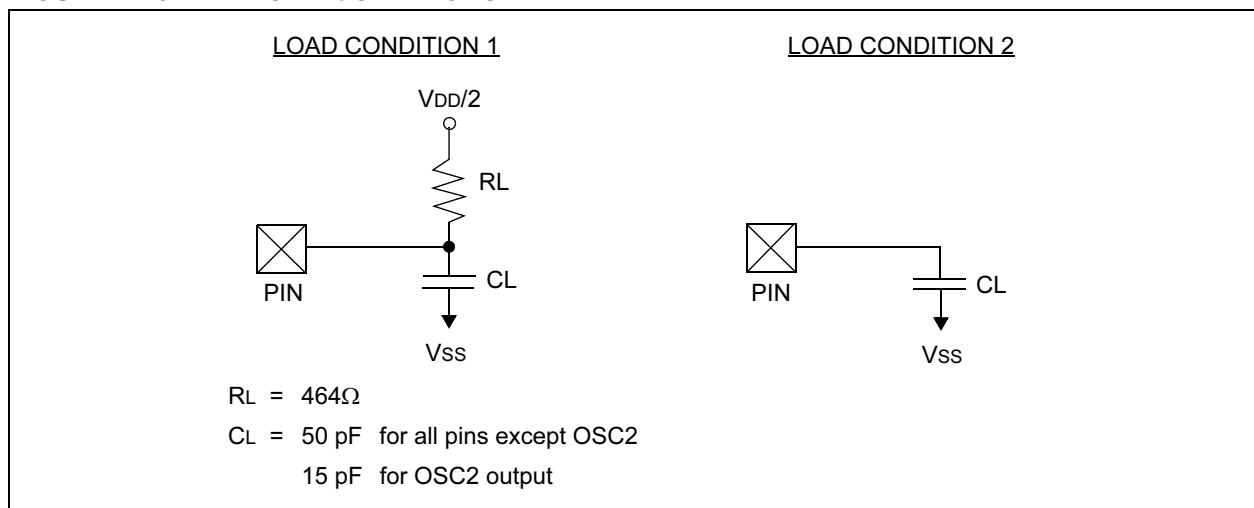 LOAD CONDITION 1
VDD/2
RL
PIN
CL
VSS
LOAD CONDITION 2
PIN
CL
VSS
RL = 464Ω
CL = 50 pF for all pins except OSC2
15 pF for OSC2 output